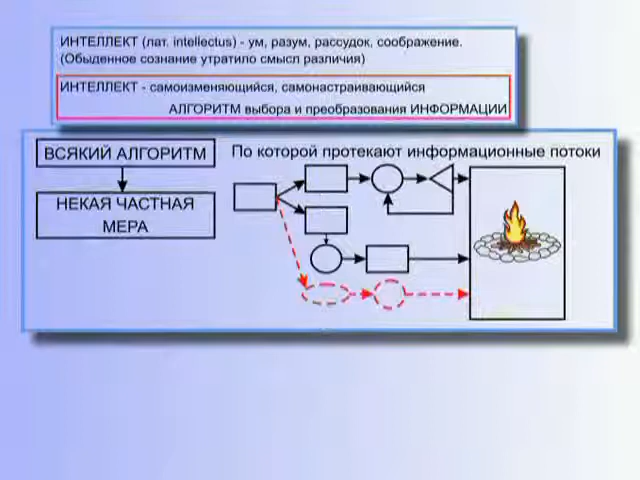 ИНТЕЛЛЕКТ (лат. intellectus) - ум, разум, рассудок, соображение.
(Обыденное сознание утратило смысл различия)
ИНТЕЛЛЕКТ - самоизменяющийся, самонастраивающийся
АЛГОРИТМ выбора и преобразования ИНФОРМАЦИИ
ВСЯКИЙ АЛГОРИТМ
НЕКАЯ ЧАСТНАЯ
МЕРА
По которой протекают информационные потоки